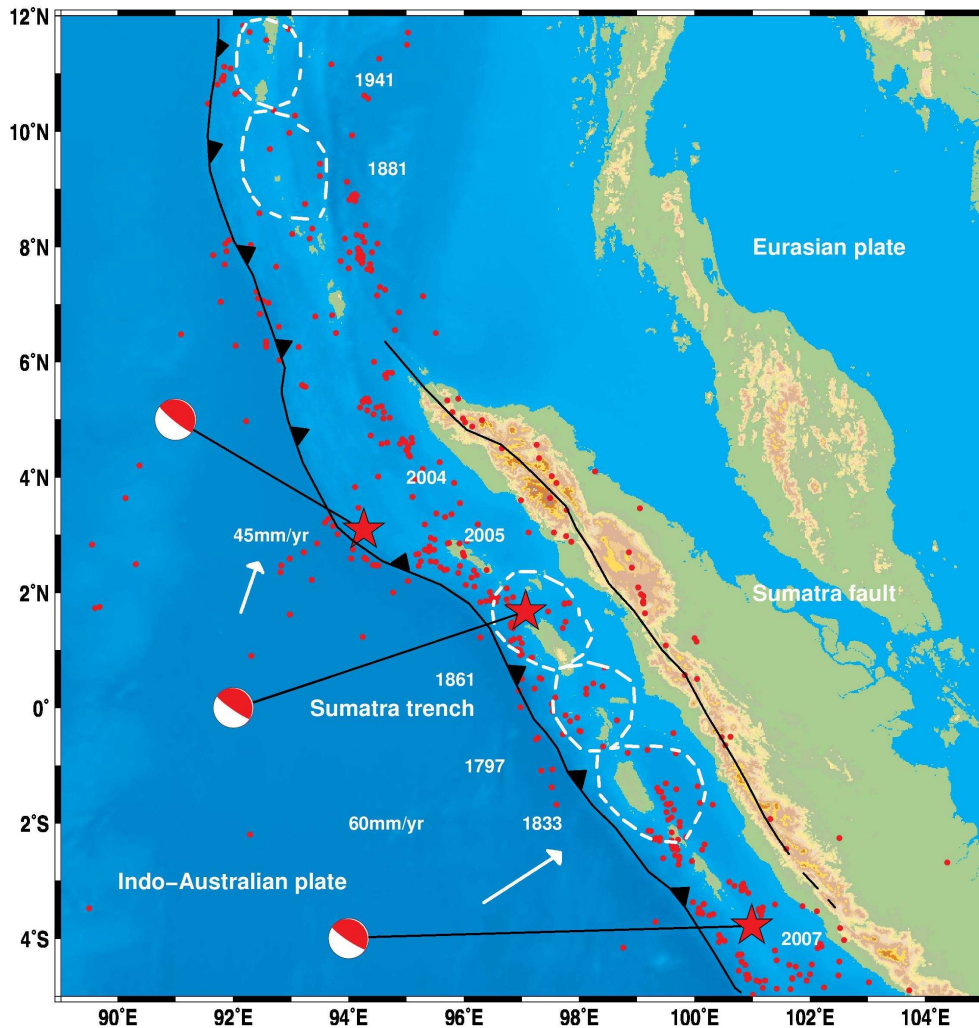 12°N
1941
10°N
1881
8°N
Eurasian plate
6°N
4°N
2004
45mm/yr
2005
2°N
Sumatra fault
1861
0°
Sumatra trench
1797
2°S
60mm/yr
1833
Indo−Australian plate
4°S
2007
90°E
92°E
94°E
96°E
98°E
100°E
102°E
104°E